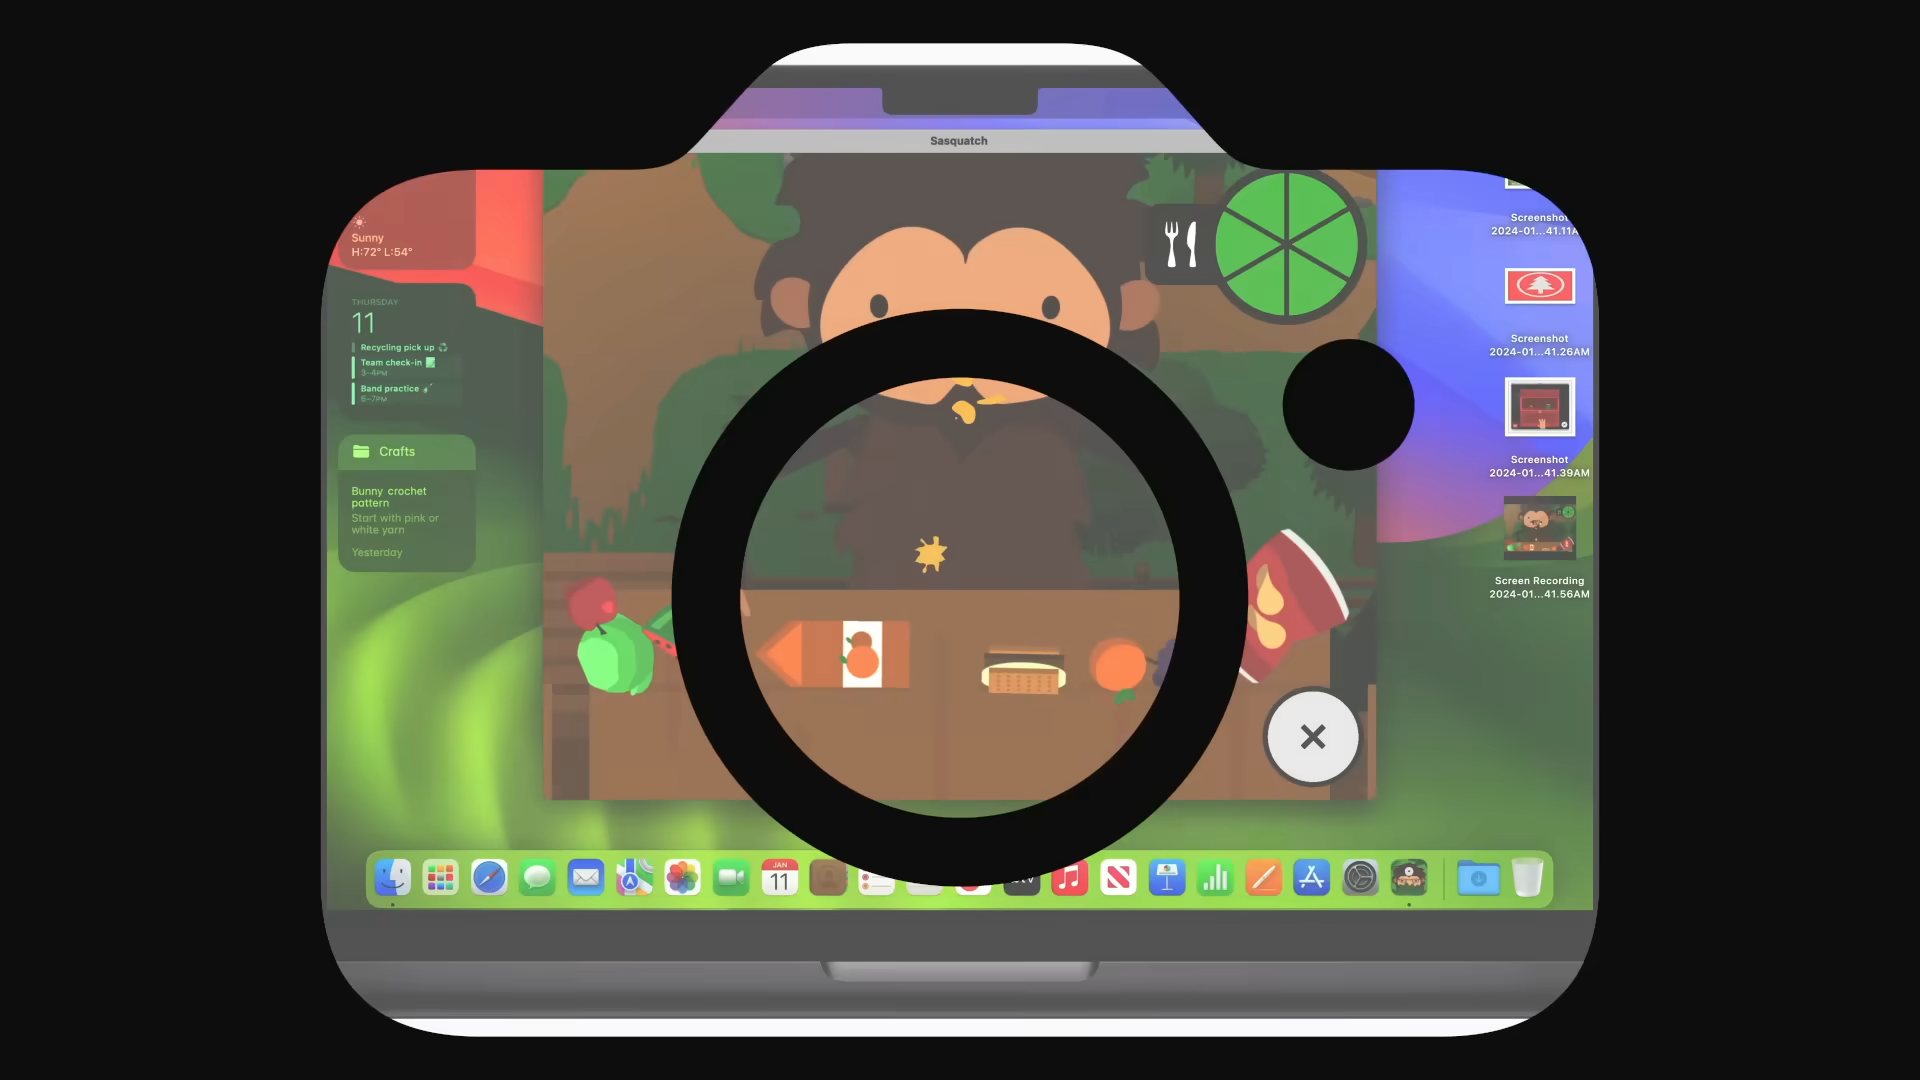 Sasquatch
Sunny
H:72° L:54°
THURSDAY
11
Recycling pick up
Team check-in
3–4PM
Band practice
6–7PM
Crafts
Bunny crochet
pattern
Start with pink or
white yarn
Yesterday
Screenshot
2024-01...41.11A
Screenshot
2024-01...41.26AM
Screenshot
2024-01...41.39AM
Screen Recording
2024-01...41.56AM
JAN
11